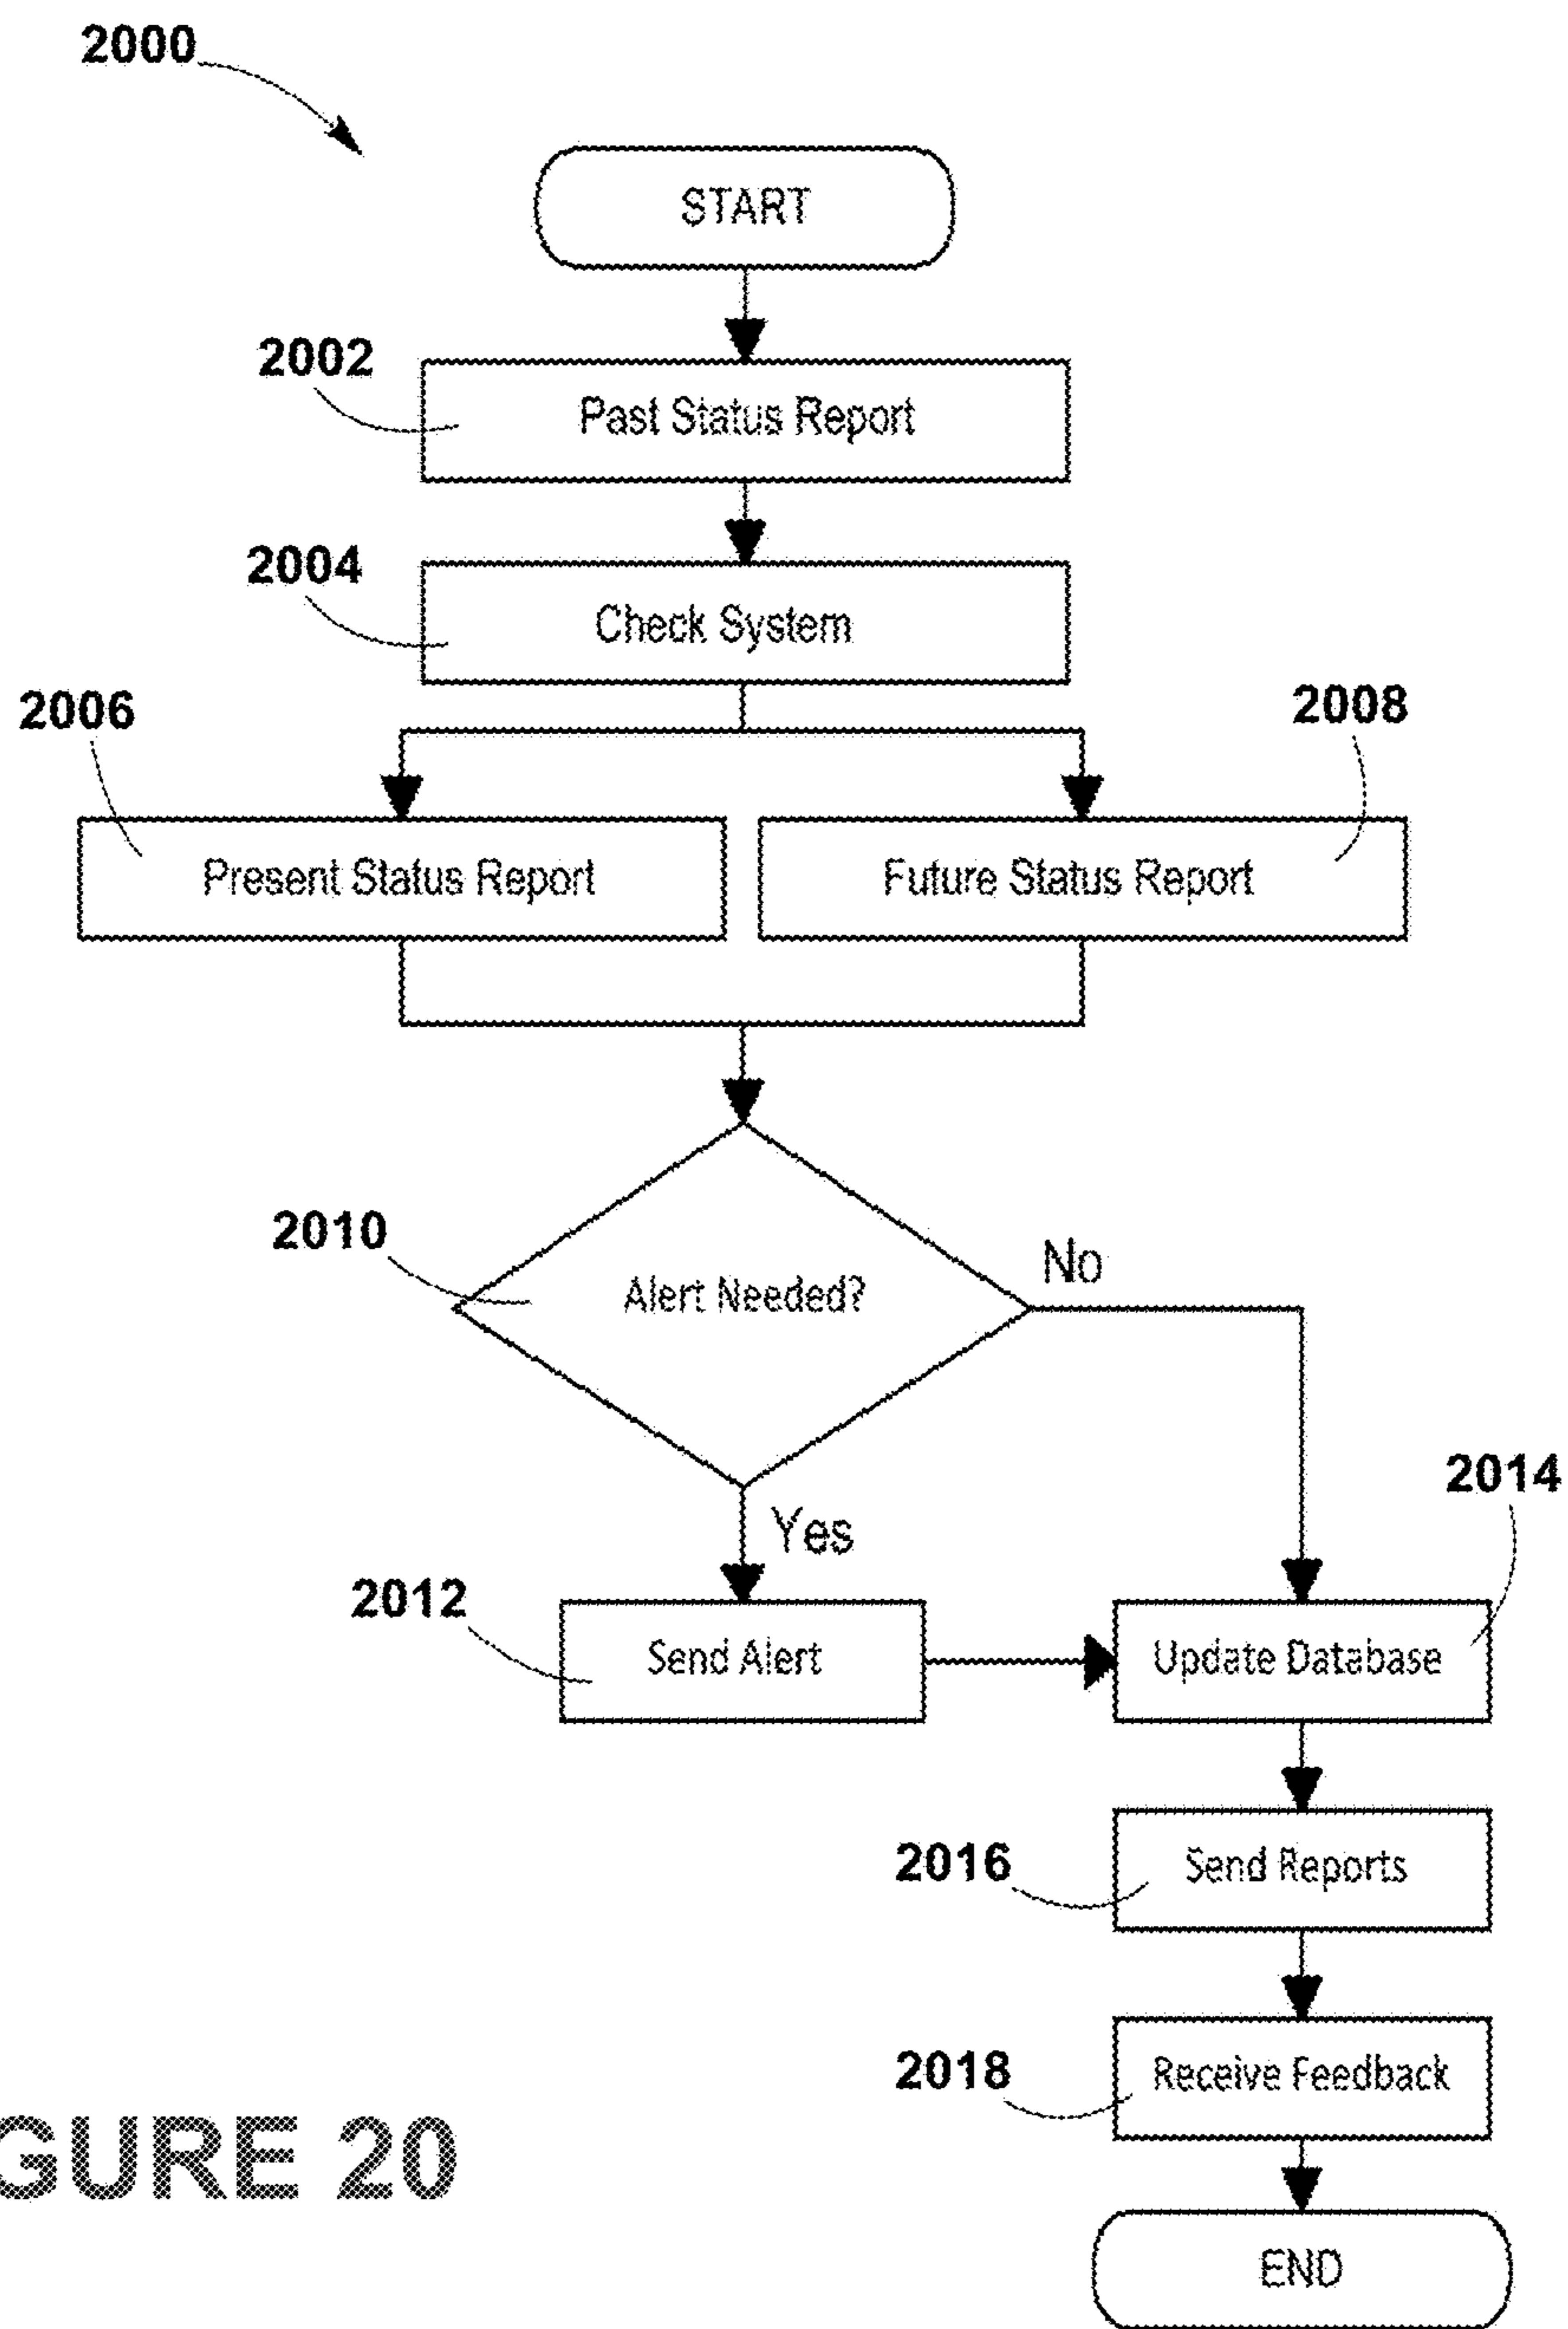 2000
START
2002
Past Status Report
2004
Check System
2006
2008
Present Status Report
Future Status Report
2010
Alert Needed?
No
Yes
2014
2012
Send Alert
Update Database
2016
Send Reports
2018
Receive Feedback
GURE 20
END